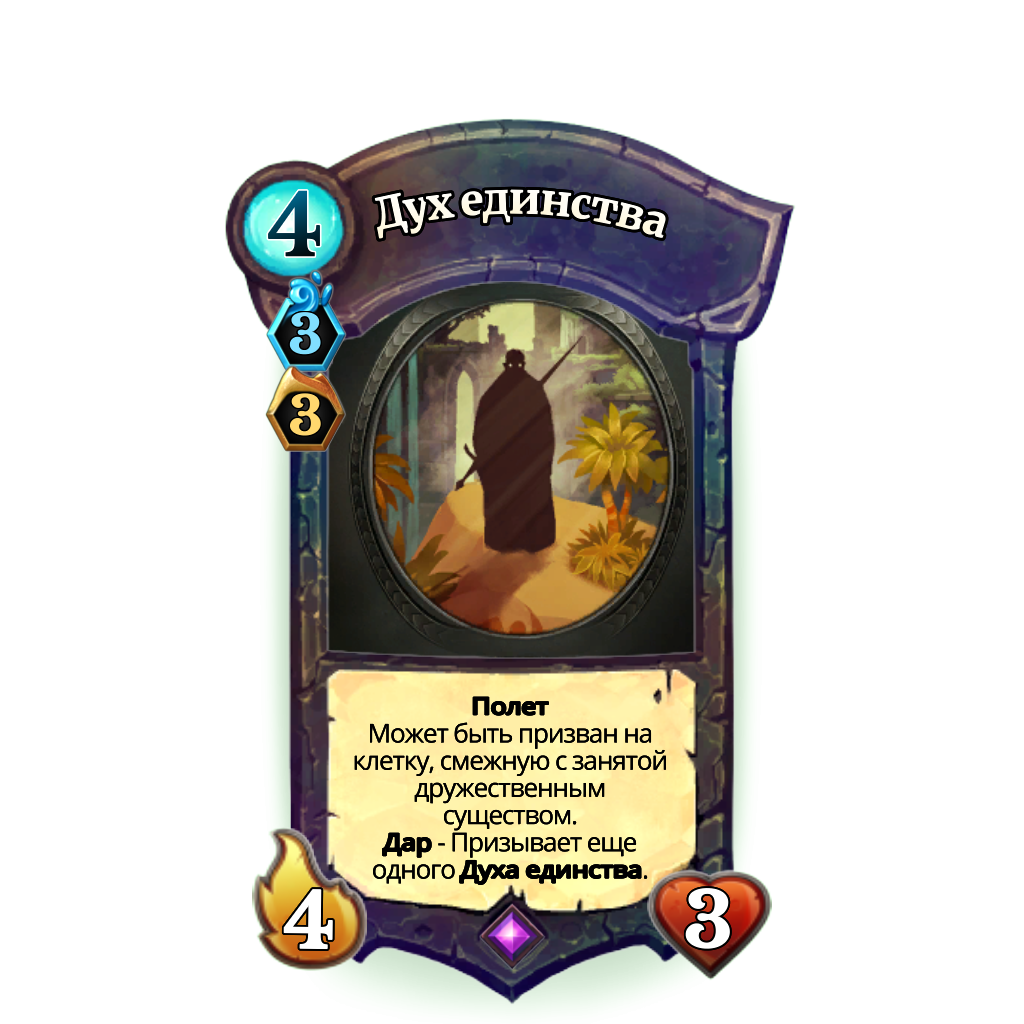 4
Дух единства
3
3
Полет
Может быть призван на
клетку, смежную с занятой
дружественным
существом.
Дар - Призывает еще
одного Духа единства.
4
3